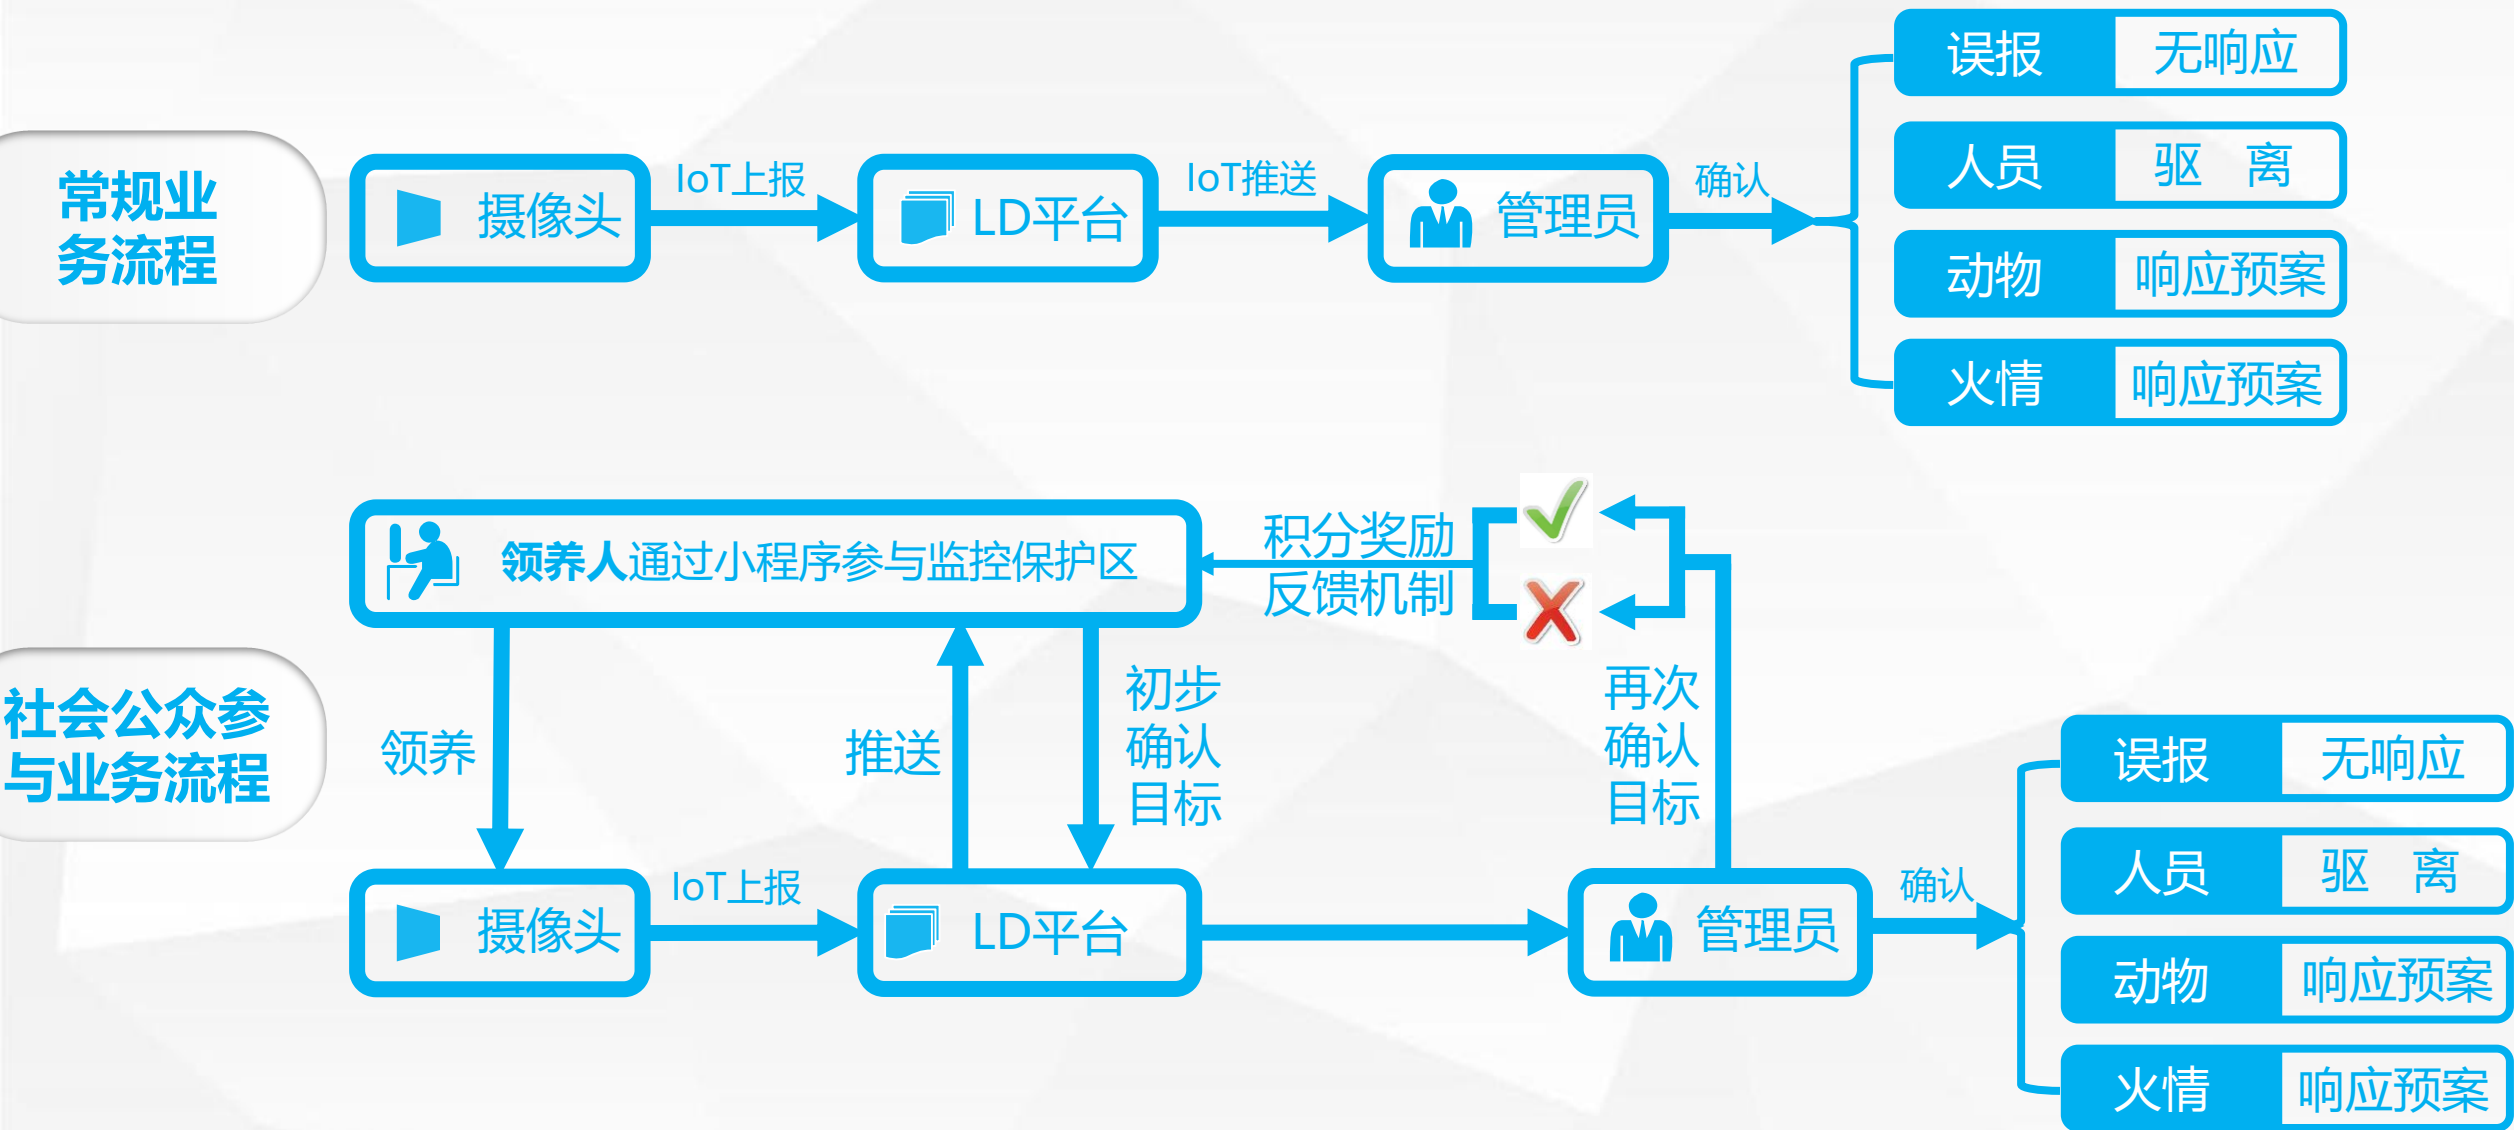 常规业
务流程
摄像头
IoT上报
LD平台
IoT推送
管理员
确认
误报 无响应
人员 驱 离
动物 响应预案
火情 响应预案
社会公众参
与业务流程
领养人通过小程序参与监控保护区
积分奖励
反馈机制
领养
推送
初步
确认
目标
再次
确认
目标
摄像头
IoT上报
LD平台
管理员
确认
误报 无响应
人员 驱 离
动物 响应预案
火情 响应预案